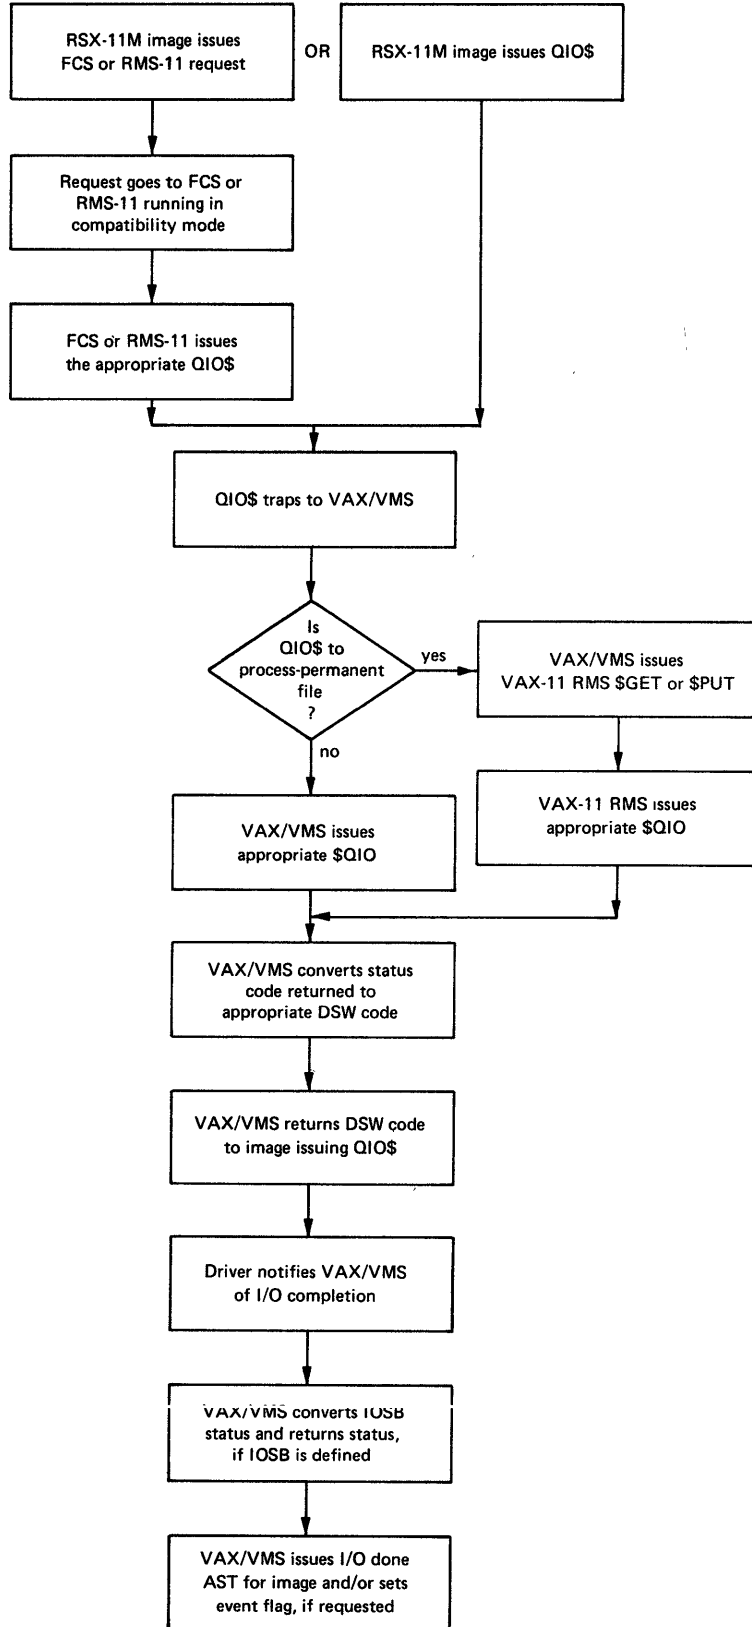 RSX-11M image issues
FCS or RMS-11 request
OR
RSX-11M image issues QIO$
Request goes to FCS or
RMS-11 running in
compatibility mode
FCS or RMS-11 issues
the appropriate QIO$
QIO$ traps to VAX/VMS
Is
QIO$ to
process-permanent
file
?
yes
VAX/VMS issues
VAX-11 RMS $GET or $PUT
no
VAX-11 RMS issues
appropriate $QIO
VAX/VMS issues
appropriate $QIO
VAX/VMS converts status
code returned to
appropriate DSW code
VAX/VMS returns DSW code
to image issuing QIO$
Driver notifies VAX/VMS
of I/O completion
VAX/VMS converts IOSB
status and returns status,
if IOSB is defined
VAX/VMS issues I/O done
AST for image and/or sets
event flag, if requested